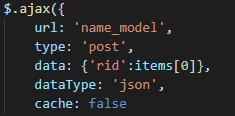 $.ajax({
url: 'name_model',
type: 'post',
data: {'rid':items[0]},
dataType: 'json',
cache: false